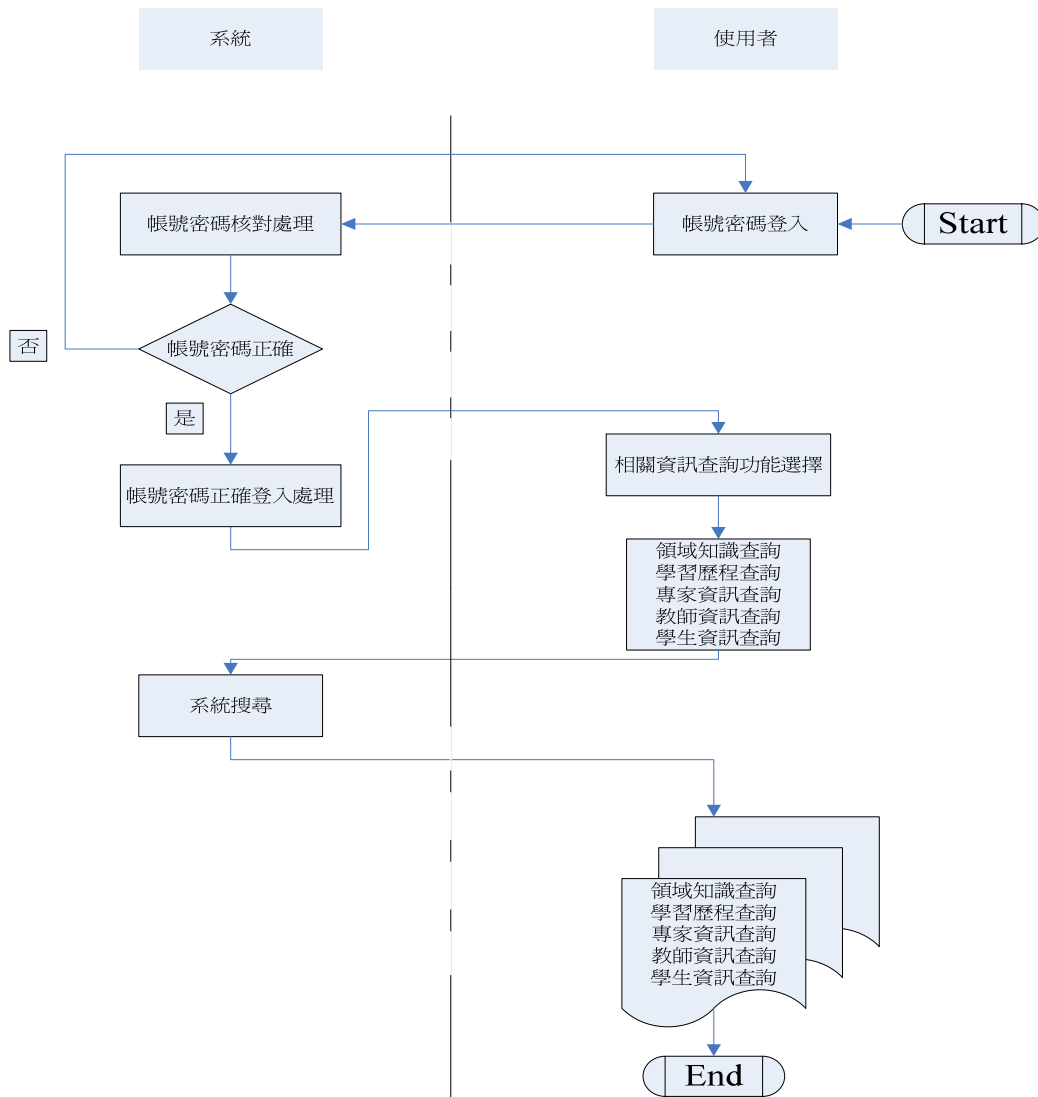 系統
使用者
帳號密碼核對處理
帳號密碼登入
Start
帳號密碼正確
否
是
相關資訊查詢功能選擇
帳號密碼正確登入處理
領域知識查詢
學習歷程查詢
專家資訊查詢
教師資訊查詢
學生資訊查詢
系統搜尋
領域知識查詢
學習歷程查詢
專家資訊查詢
教師資訊查詢
學生資訊查詢
End